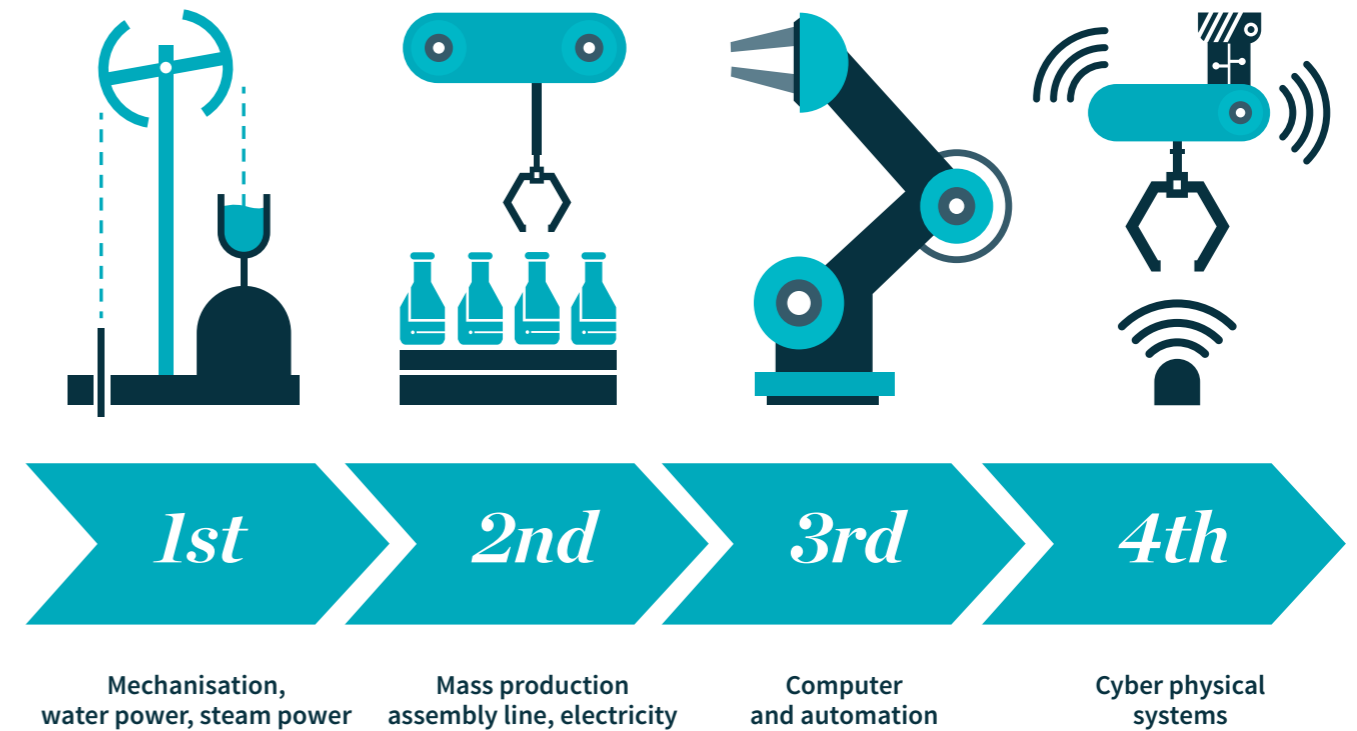 1st
2nd
3rd
4th
Mechanisation,
water power, steam power
Mass production
assembly line, electricity
Computer
and automation
Cyber physical
systems